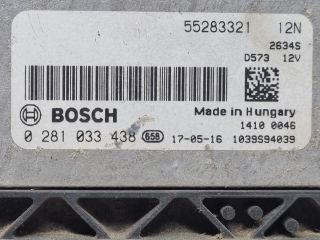 55283321 12N
2634S
D573 12V
BOSCH
Made in Hungary
1410 0046
0 281 033 438 658 17-05-16 1039S94039